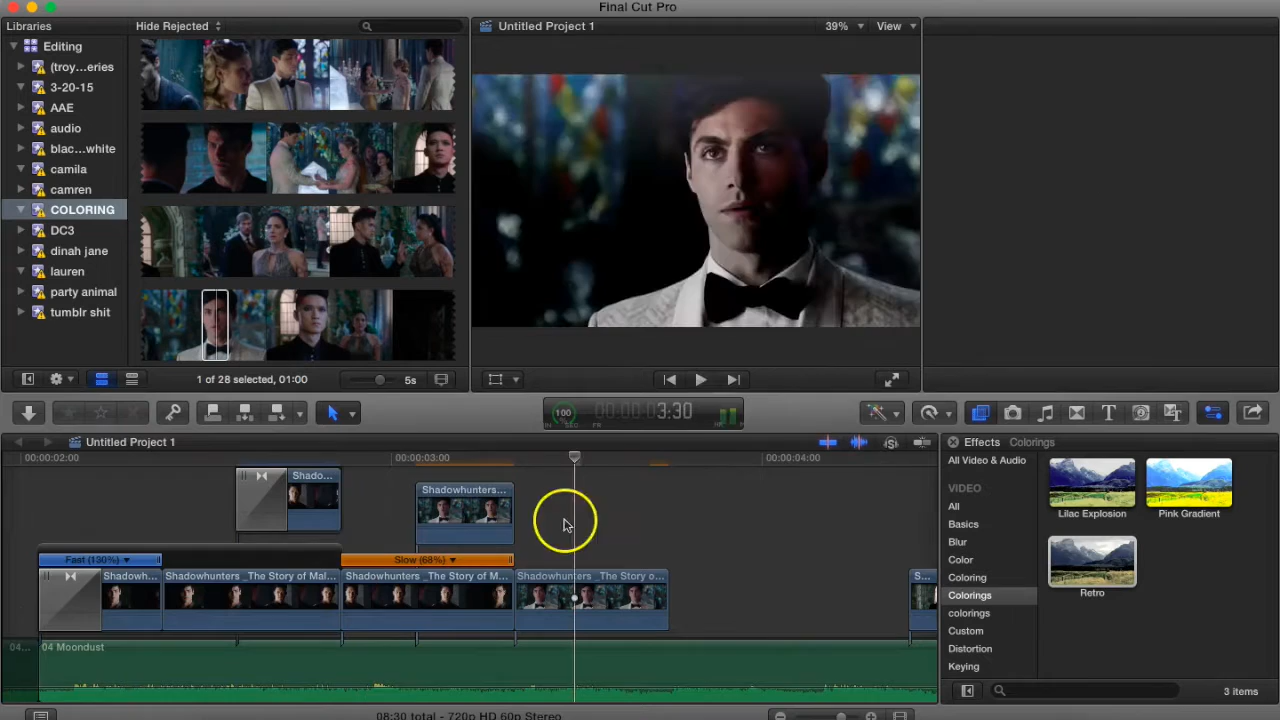 Final Cut Pro
Libraries
Hide Rejected
Untitled Project 1
39%
View
Editing
(troy…eries
3-20-15
AAE
audio
blac…white
camila
camren
COLORING
DC3
dinah jane
lauren
party animal
tumblr shit
1 of 28 selected, 01:00
5s
100
00:00:03:30
Untitled Project 1
Effects
Colorings
00:00:02:00
00:00:03:00
00:00:04:00
All Video & Audio
VIDEO
All
Basics
Blur
Color
Coloring
Colorings
colorings
Custom
Distortion
Keying
Lilac Explosion
Pink Gradient
Retro
Shado...
Shadowhunters...
Fast (130%)
Slow (68%)
Shadowh...
Shadowhunters _The Story of Mal...
Shadowhunters _The Story of M...
Shadowhunters _The Story o...
S...
04...
04 Moondust
3 items
08:30 total - 720p HD 60p Stereo